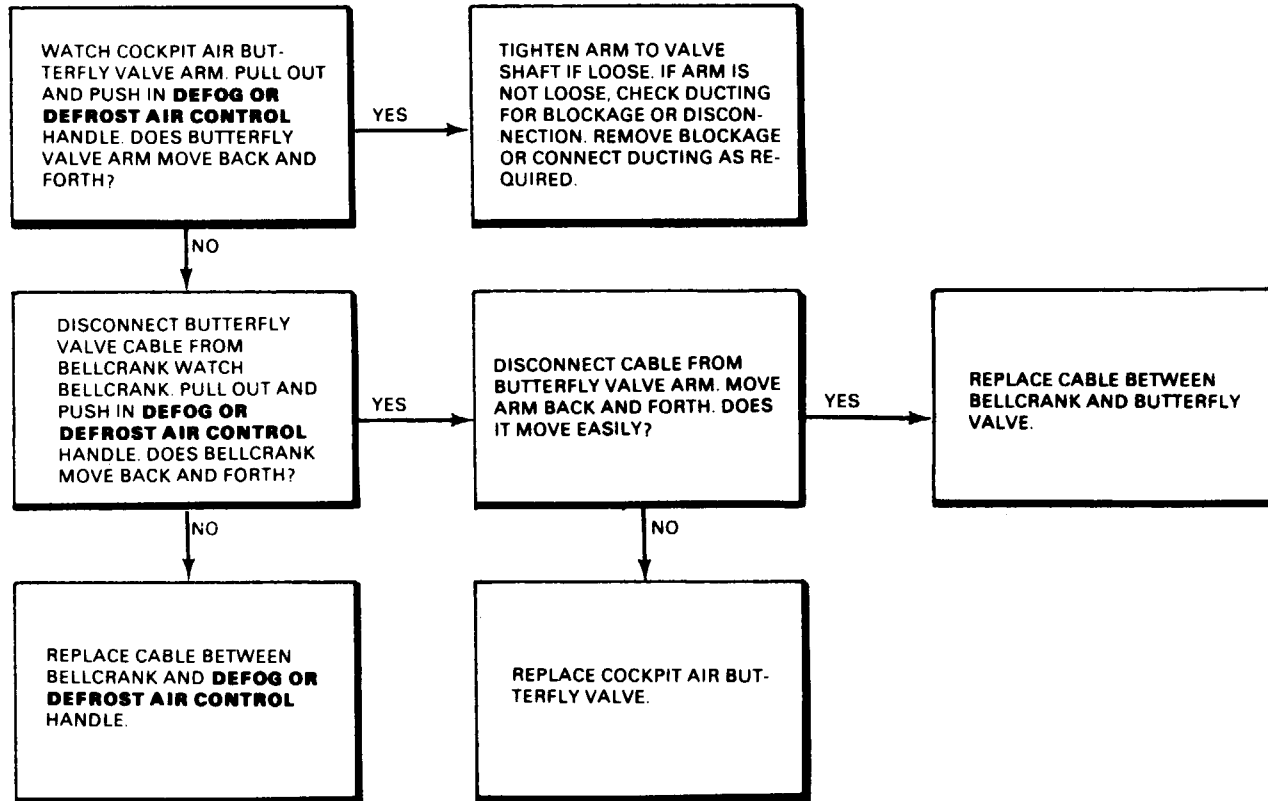 WATCH COCKPIT AIR BUT-
TERFLY VALVE ARM. PULL OUT
AND PUSH IN DEFOG OR
DEFROST AIR CONTROL
HANDLE. DOES BUTTERFLY
VALVE ARM MOVE BACK AND
FORTH?
YES
TIGHTEN ARM TO VALVE
SHAFT IF LOOSE. IF ARM IS
NOT LOOSE, CHECK DUCTING
FOR BLOCKAGE OR DISCON-
NECTION. REMOVE BLOCKAGE
OR CONNECT DUCTING AS RE-
QUIRED.
NO
DISCONNECT BUTTERFLY
VALVE CABLE FROM
BELLCRANK WATCH
BELLCRANK. PULL OUT AND
PUSH IN DEFOG OR
DEFROST AIR CONTROL
HANDLE. DOES BELLCRANK
MOVE BACK AND FORTH?
YES
DISCONNECT CABLE FROM
BUTTERFLY VALVE ARM. MOVE
ARM BACK AND FORTH. DOES
IT MOVE EASILY?
YES
REPLACE CABLE BETWEEN
BELLCRANK AND BUTTERFLY
VALVE.
NO
NO
REPLACE CABLE BETWEEN
BELLCRANK AND DEFOG OR
DEFROST AIR CONTROL
HANDLE.
REPLACE COCKPIT AIR BUT-
TERFLY VALVE.